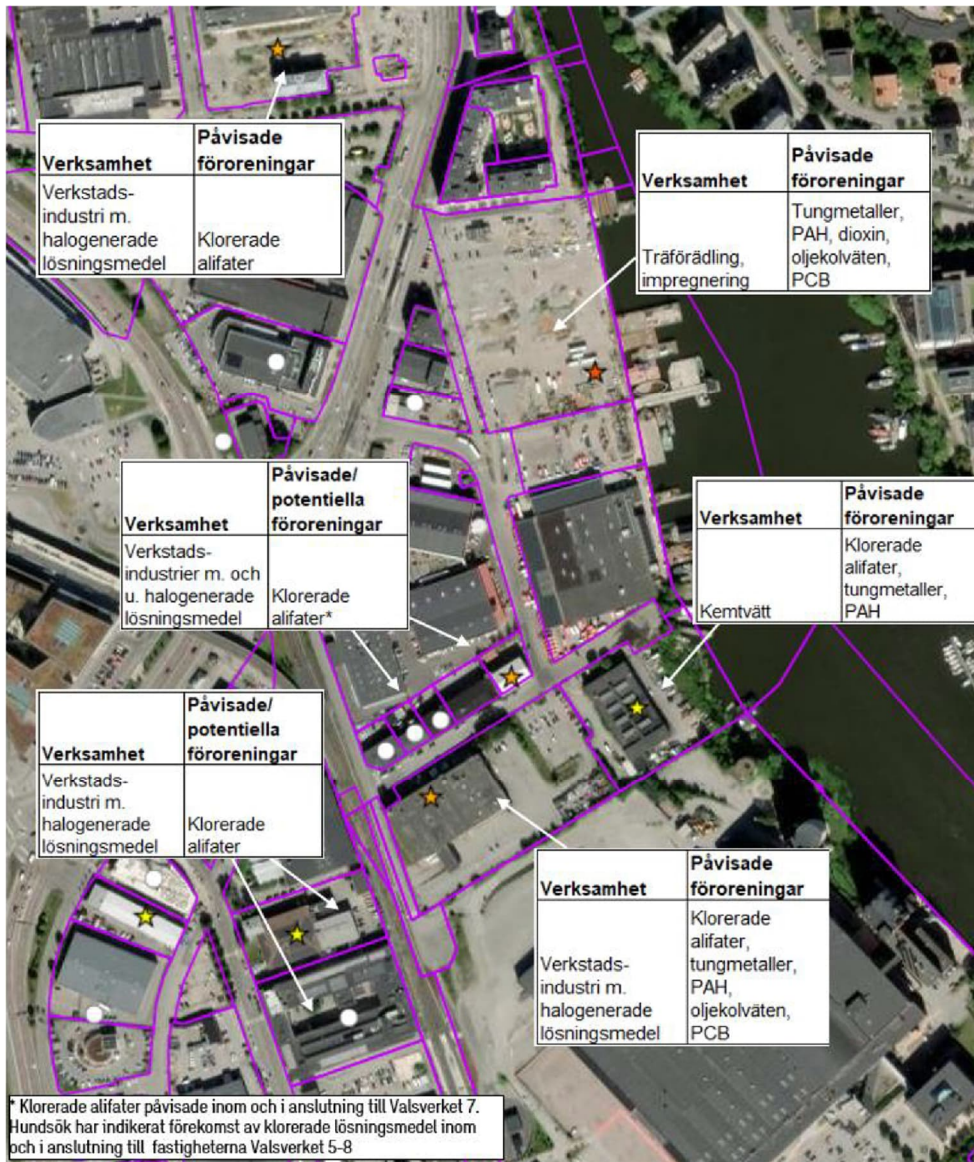 Verksamhet
Påvisade
föroreningar
Verkstads-
industri m.
halogenerade
lösningsmedel
Klorerade
alifater
Verksamhet
Påvisade
föroreningar
Träförädling,
impregnering
Tungmetaller,
PAH, dioxin,
oljekolväten,
PCB
Verksamhet
Påvisade/
potentiella
föroreningar
Verkstads-
industrier m. och
u. halogenerade
lösningsmedel
Klorerade
alifater*
Verksamhet
Påvisade
föroreningar
Kemtvätt
Klorerade
alifater,
tungmetaller,
PAH
Verksamhet
Påvisade/
potentiella
föroreningar
Verkstads-
industri m.
halogenerade
lösningsmedel
Klorerade
alifater
Verksamhet
Påvisade
föroreningar
Verkstads-
industri m.
halogenerade
lösningsmedel
Klorerade
alifater,
tungmetaller,
PAH,
oljekolväten,
PCB
* Klorerade alifater påvisade inom och i anslutning till Valsverket 7.
Hundsök har indikerat förekomst av klorerade lösningsmedel inom
och i anslutning till fastigheterna Valsverket 5-8